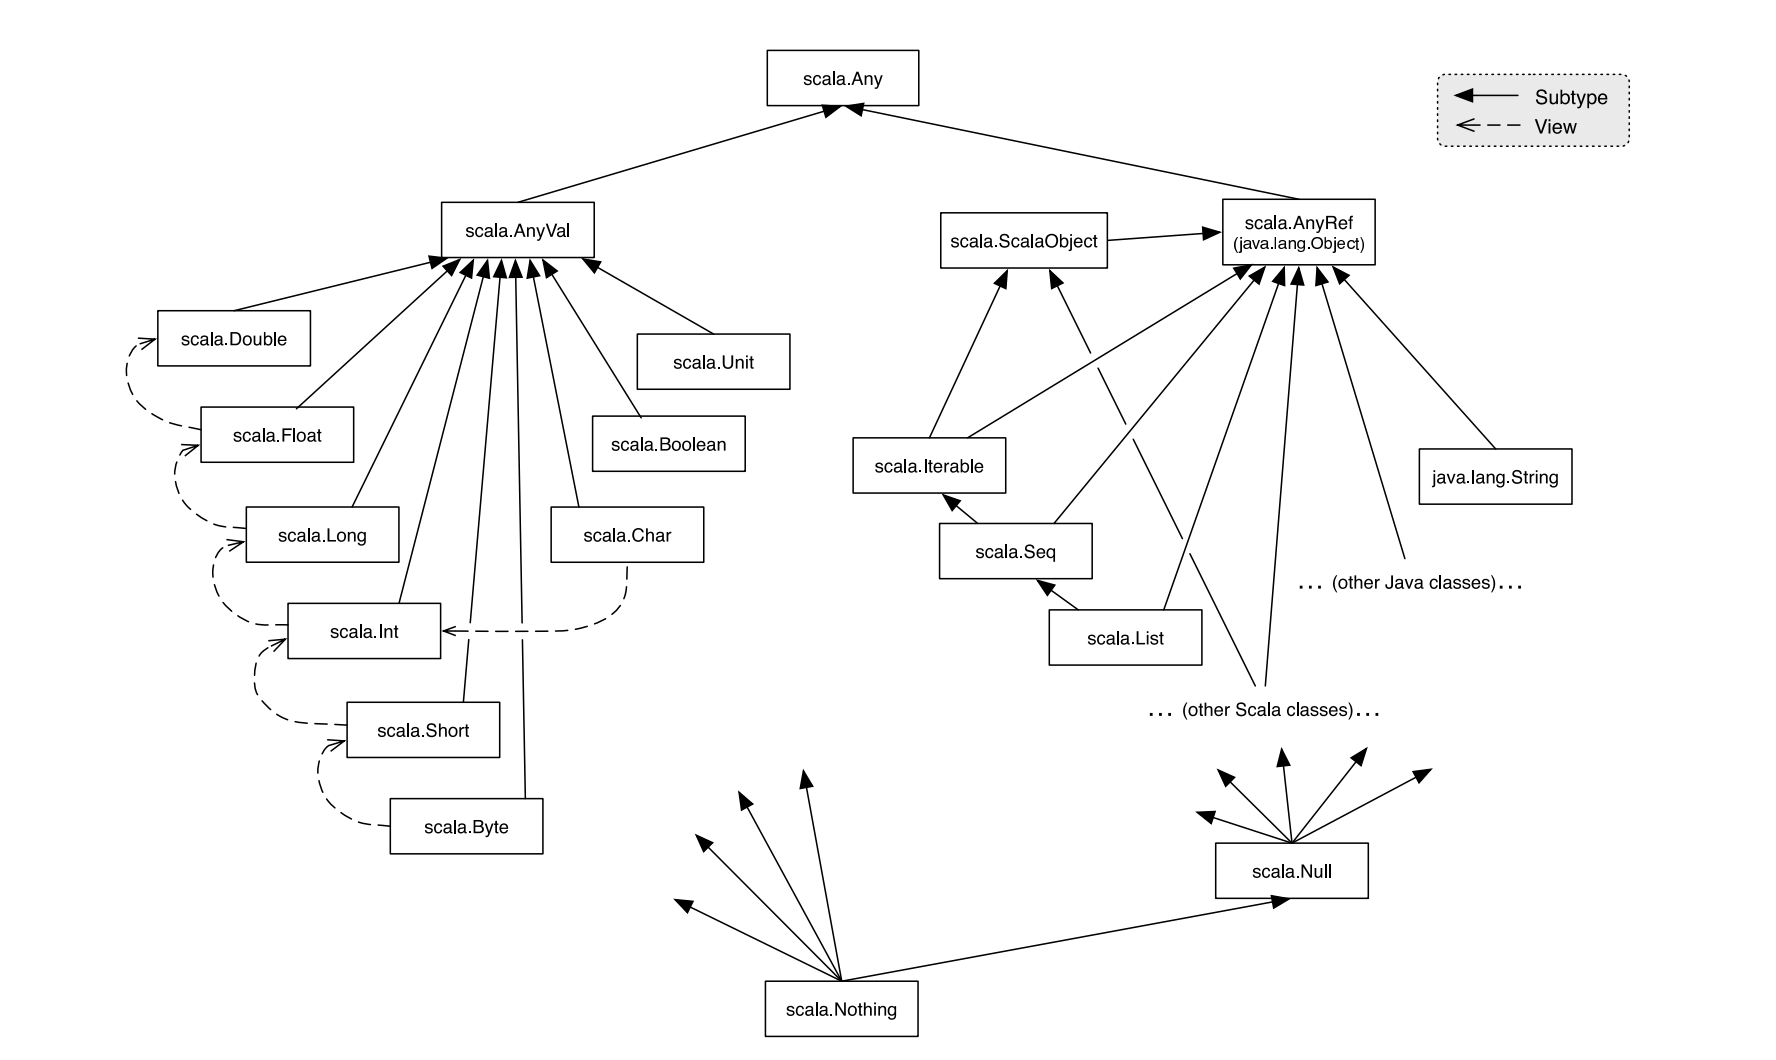 scala.Any
Subtype
View
scala.AnyVal
scala.ScalaObject
scala.AnyRef
(java.lang.Object)
scala.Double
scala.Unit
scala.Float
scala.Boolean
scala.Iterable
java.lang.String
scala.Long
scala.Char
scala.Seq
... (other Java classes)...
scala.Int
scala.List
scala.Short
... (other Scala classes)...
scala.Byte
scala.Null
scala.Nothing